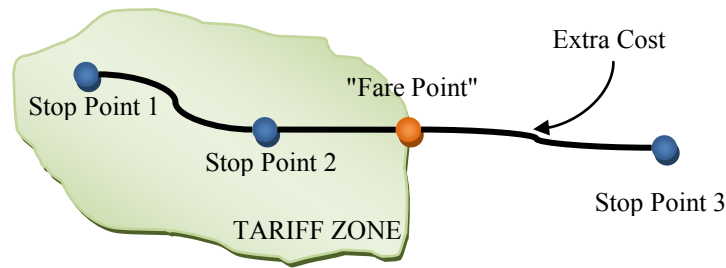 Extra Cost
"Fare Point"
Stop Point 1
Stop Point 2
Stop Point 3
TARIFF ZONE